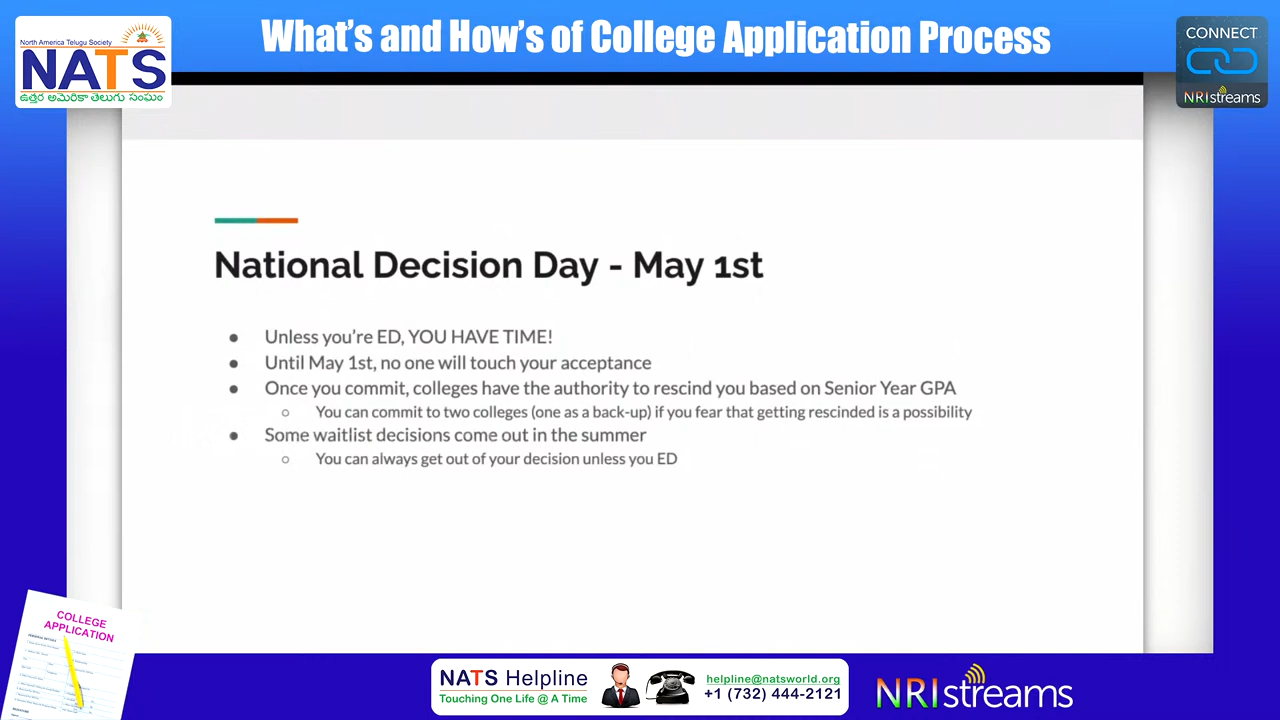 North America Telugu Society
NATS
ఉత్తర అమెరికా తెలుగు సంఘం
What's and How's of College Application Process
CONNECT
NRIstreams
National Decision Day - May 1st
● Unless you're ED, YOU HAVE TIME!
● Until May 1st, no one will touch your acceptance
● Once you commit, colleges have the authority to rescind you based on Senior Year GPA
○ You can commit to two colleges (one as a back-up) if you fear that getting rescinded is a possibility
● Some waitlist decisions come out in the summer
○ You can always get out of your decision unless you ED
COLLEGE
APPLICATION
NATS Helpline
Touching One Life @ A Time
helpline@natsworld.org
+1 (732) 444-2121
NRIstreams